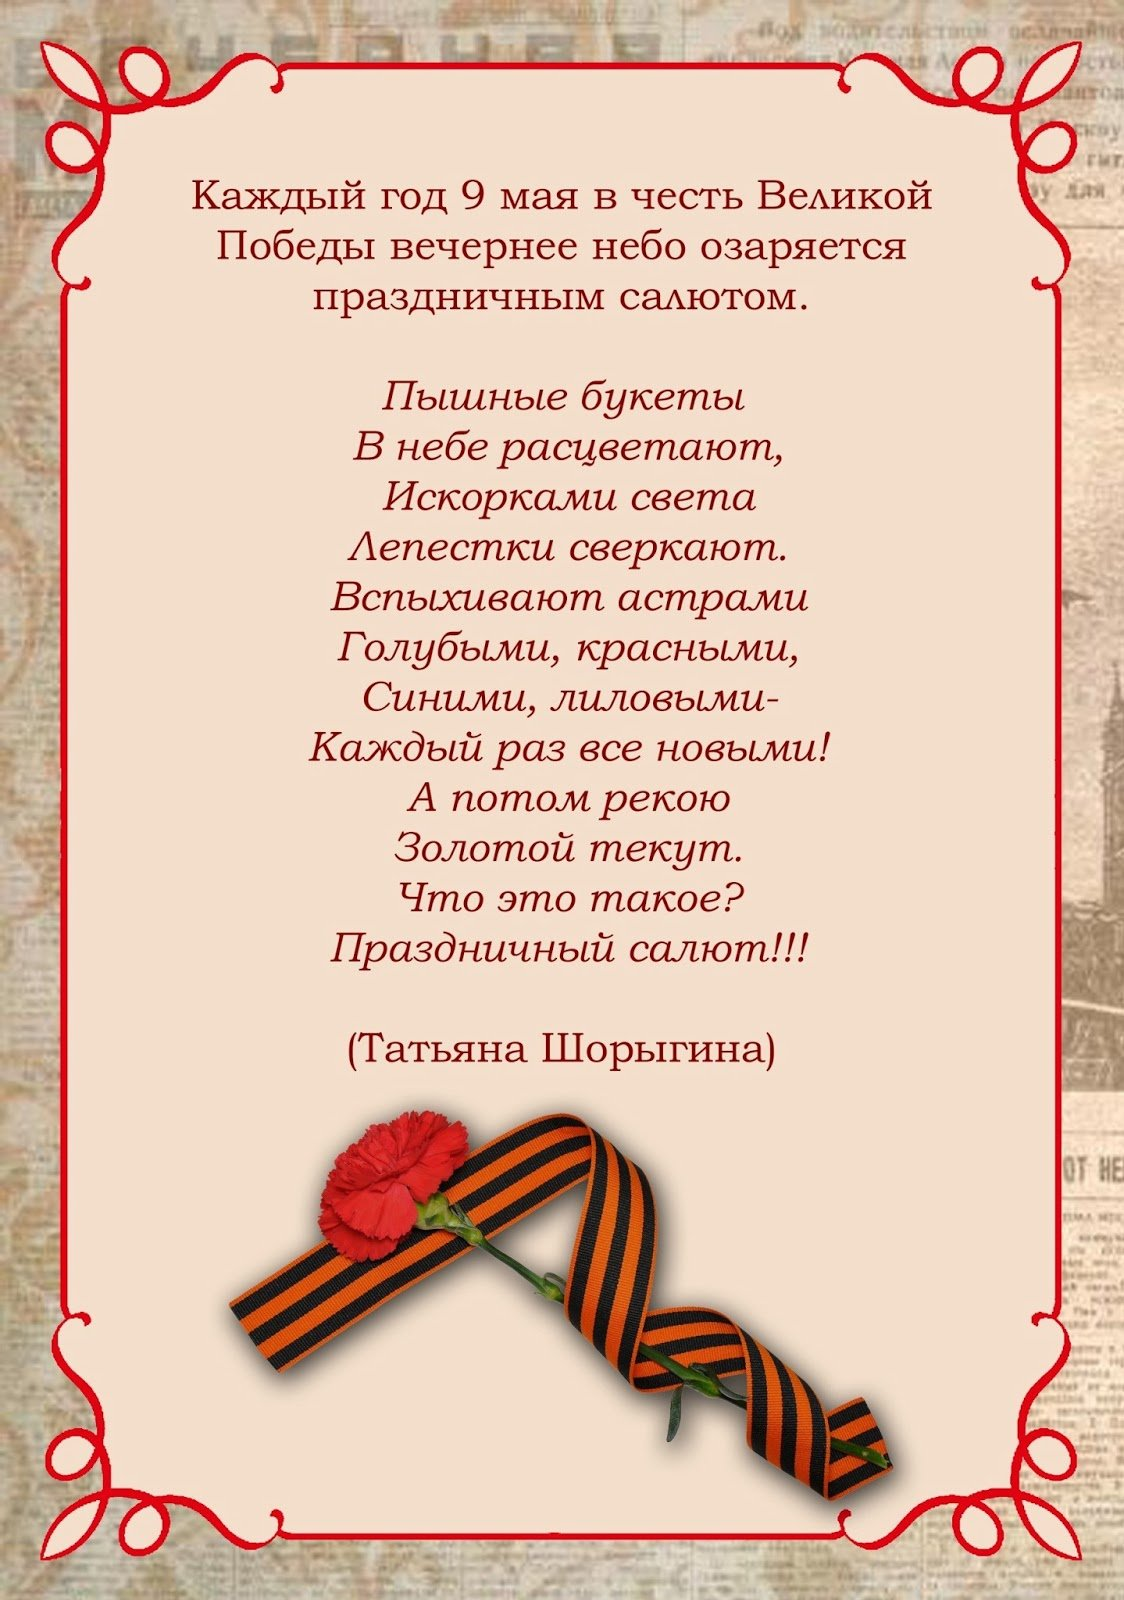 Каждый год 9 мая в честь Великой
Победы вечернее небо озаряется
праздничным салютом.
Пышные букеты
В небе расцветают,
Искорками света
Лепестки сверкают.
Вспыхивают астрами
Голубыми, красными,
Синими, лиловыми-
Каждый раз все новыми!
А потом рекою
Золотой текут.
Что это такое?
Праздничный салют!!!
(Татьяна Шорыгина)